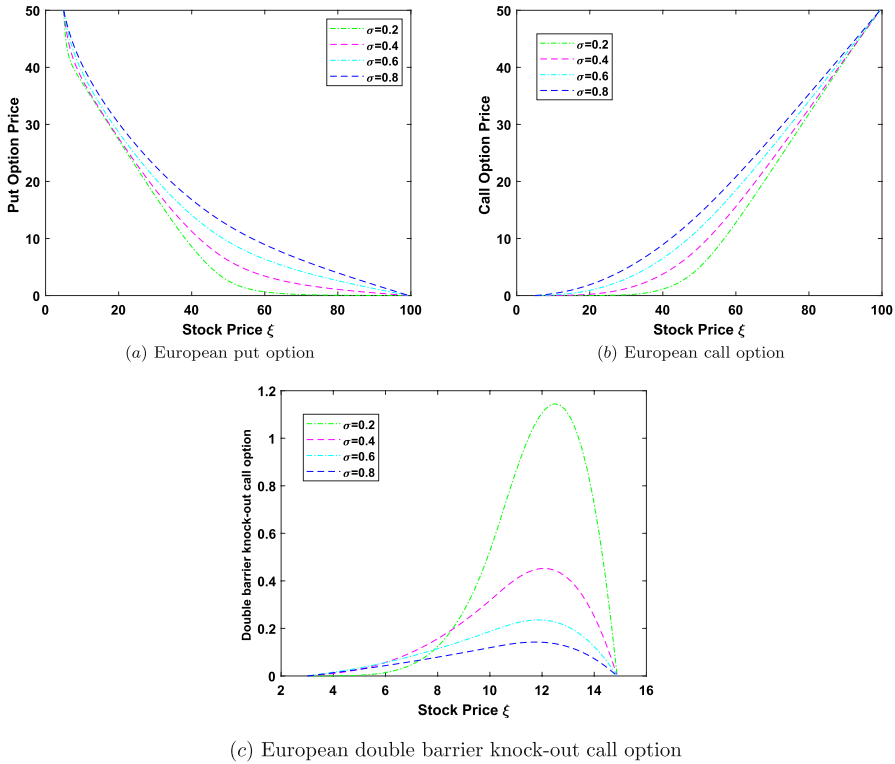 50
40
30
20
10
0
Put Option Price
σ=0.2
σ=0.4
σ=0.6
σ=0.8
0 20 40 60 80 100
Stock Price ξ
(a) European put option
50
40
30
20
10
0
Call Option Price
σ=0.2
σ=0.4
σ=0.6
σ=0.8
0 20 40 60 80 100
Stock Price ξ
(b) European call option
1.2
1
0.8
0.6
0.4
0.2
0
Double barrier knock-out call option
σ=0.2
σ=0.4
σ=0.6
σ=0.8
2 4 6 8 10 12 14 16
Stock Price ξ
(c) European double barrier knock-out call option